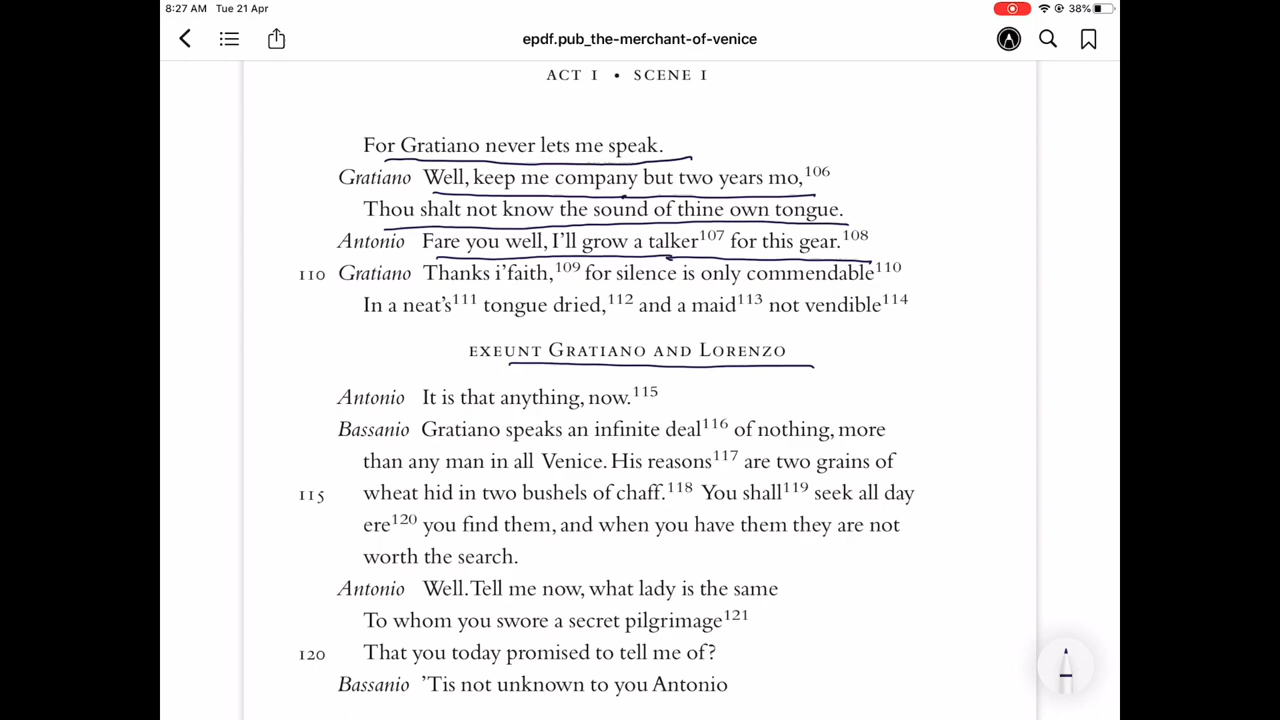 8:27 AM Tue 21 Apr 38%
epdf.pub_the-merchant-of-venice
ACT I • SCENE I
For Gratiano never lets me speak.
Gratiano Well, keep me company but two years mo,106
Thou shalt not know the sound of thine own tongue.
Antonio Fare you well, I'll grow a talker107 for this gear.108
110 Gratiano Thanks i'faith,109 for silence is only commendable110
In a neat's111 tongue dried,112 and a maid113 not vendible114
EXEUNT GRATIANO AND LORENZO
Antonio It is that anything, now.115
Bassanio Gratiano speaks an infinite deal116 of nothing, more
than any man in all Venice. His reasons117 are two grains of
115 wheat hid in two bushels of chaff.118 You shall119 seek all day
ere120 you find them, and when you have them they are not
worth the search.
Antonio Well. Tell me now, what lady is the same
To whom you swore a secret pilgrimage121
120 That you today promised to tell me of?
Bassanio 'Tis not unknown to you Antonio